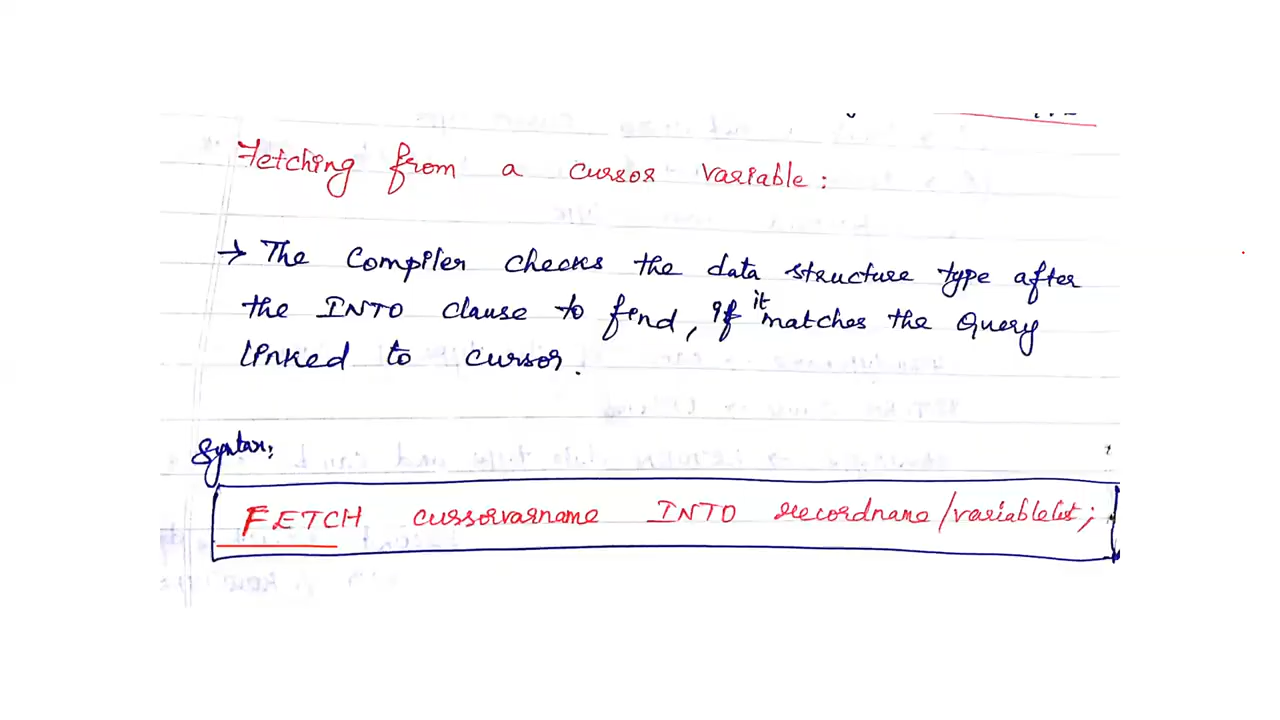 Fetching from a cursor variable:
→ The Compiler checks the data structure type after
the INTO clause to find, if it matches the Query
linked to cursor.
Syntax:
FETCH cursorvarname INTO recordname/variablelist;